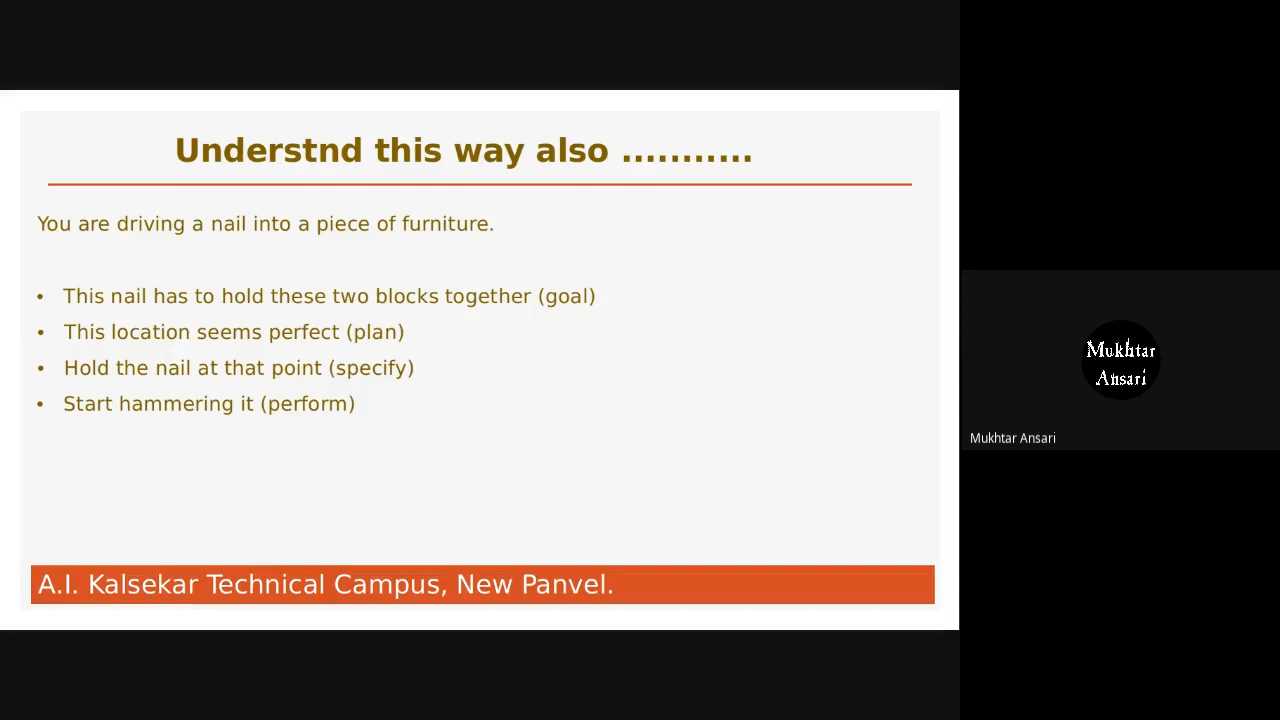 Understnd this way also ...........
You are driving a nail into a piece of furniture.
• This nail has to hold these two blocks together (goal)
• This location seems perfect (plan)
• Hold the nail at that point (specify)
• Start hammering it (perform)
A.I. Kalsekar Technical Campus, New Panvel.
Mukhtar
Ansari
Mukhtar Ansari